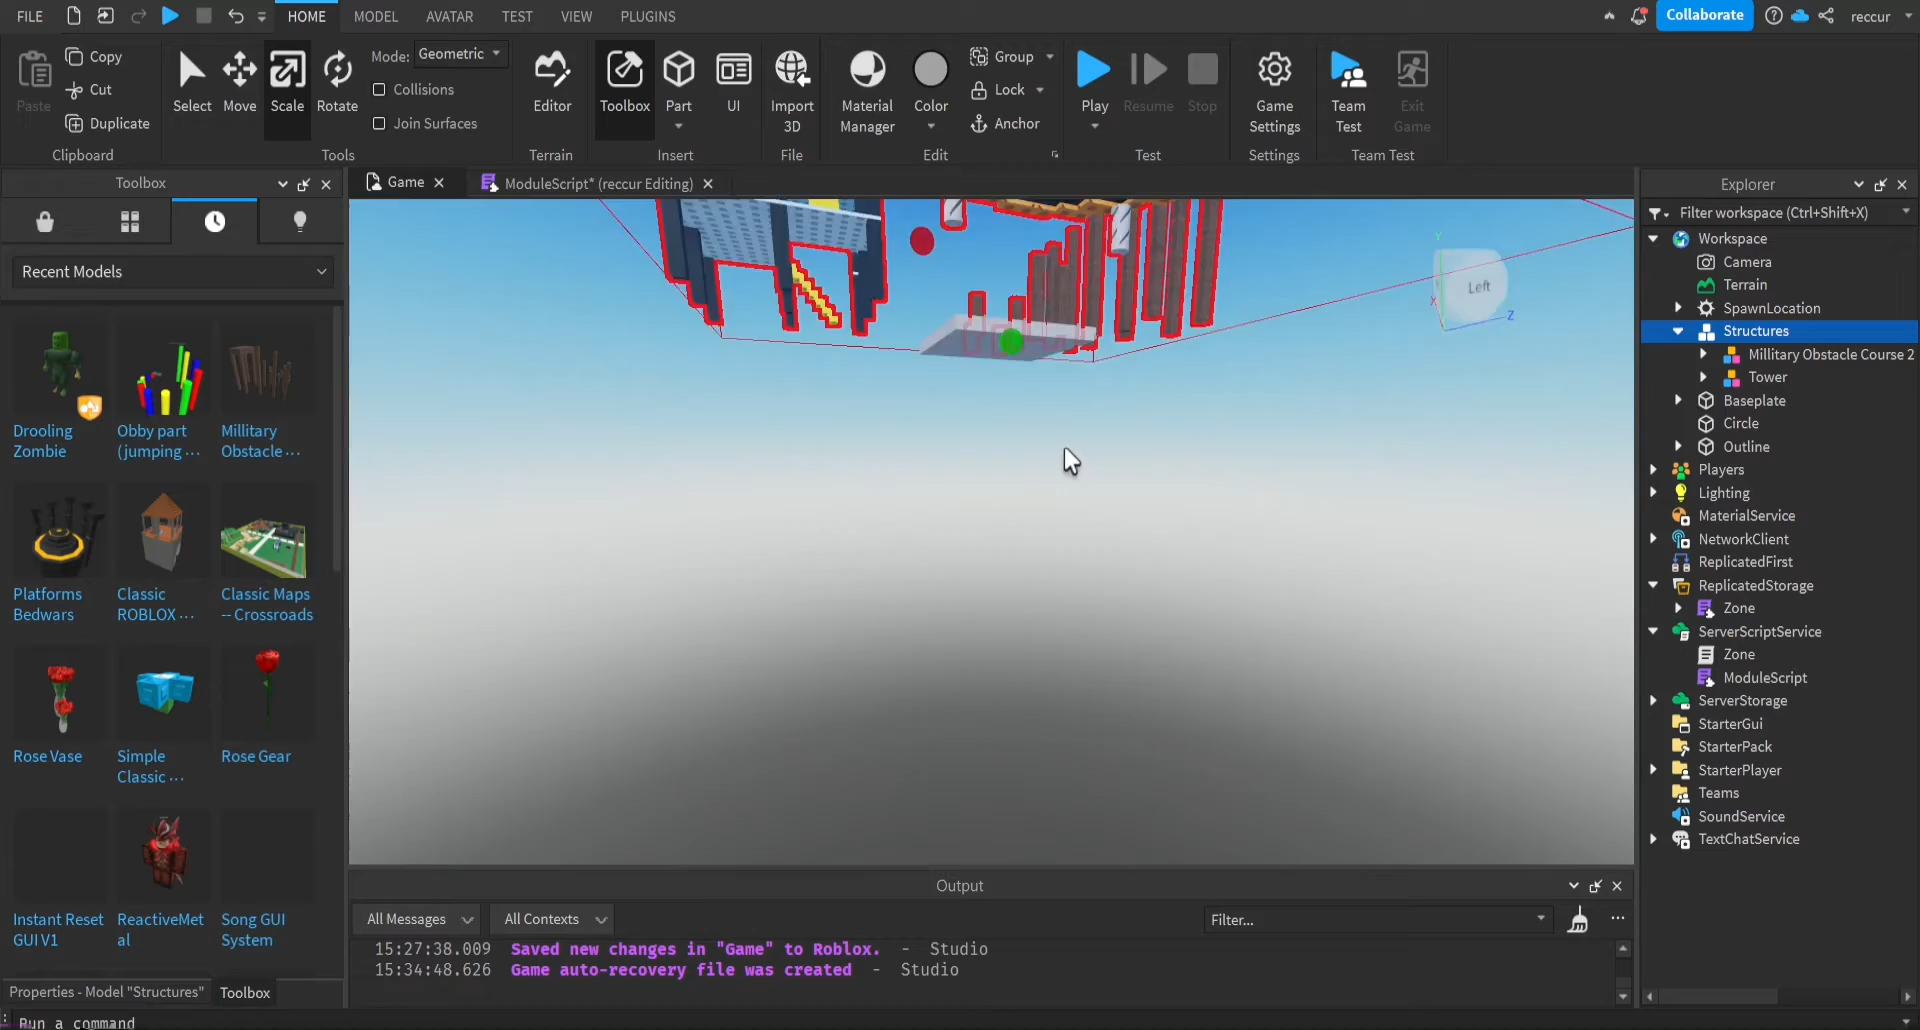 FILE HOME MODEL AVATAR TEST VIEW PLUGINS Collaborate reccur
Paste Copy Cut Duplicate Clipboard
Select Move Scale Rotate Mode: Geometric Collisions Join Surfaces Tools
Editor Terrain
Toolbox Part UI Insert
Import 3D File
Material Manager Color Group Lock Anchor Edit
Play Resume Stop Test
Game Settings Settings
Team Test Exit Game Team Test
Toolbox
Game
ModuleScript* (reccur Editing)
Explorer
Recent Models
Drooling Zombie
Obby part (jumping ...
Millitary Obstacle ...
Platforms Bedwars
Classic ROBLOX ...
Classic Maps -- Crossroads
Rose Vase
Simple Classic ...
Rose Gear
Instant Reset GUI V1
ReactiveMetal
Song GUI System
Properties - Model "Structures" Toolbox
Run a command
Y
X
Left
Z
Filter workspace (Ctrl+Shift+X)
Workspace
Camera
Terrain
SpawnLocation
Structures
Millitary Obstacle Course 2
Tower
Baseplate
Circle
Outline
Players
Lighting
MaterialService
NetworkClient
ReplicatedFirst
ReplicatedStorage
Zone
ServerScriptService
Zone
ModuleScript
ServerStorage
StarterGui
StarterPack
StarterPlayer
Teams
SoundService
TextChatService
Output
All Messages All Contexts Filter... ...
15:27:38.009 Saved new changes in "Game" to Roblox. - Studio
15:34:48.626 Game auto-recovery file was created - Studio